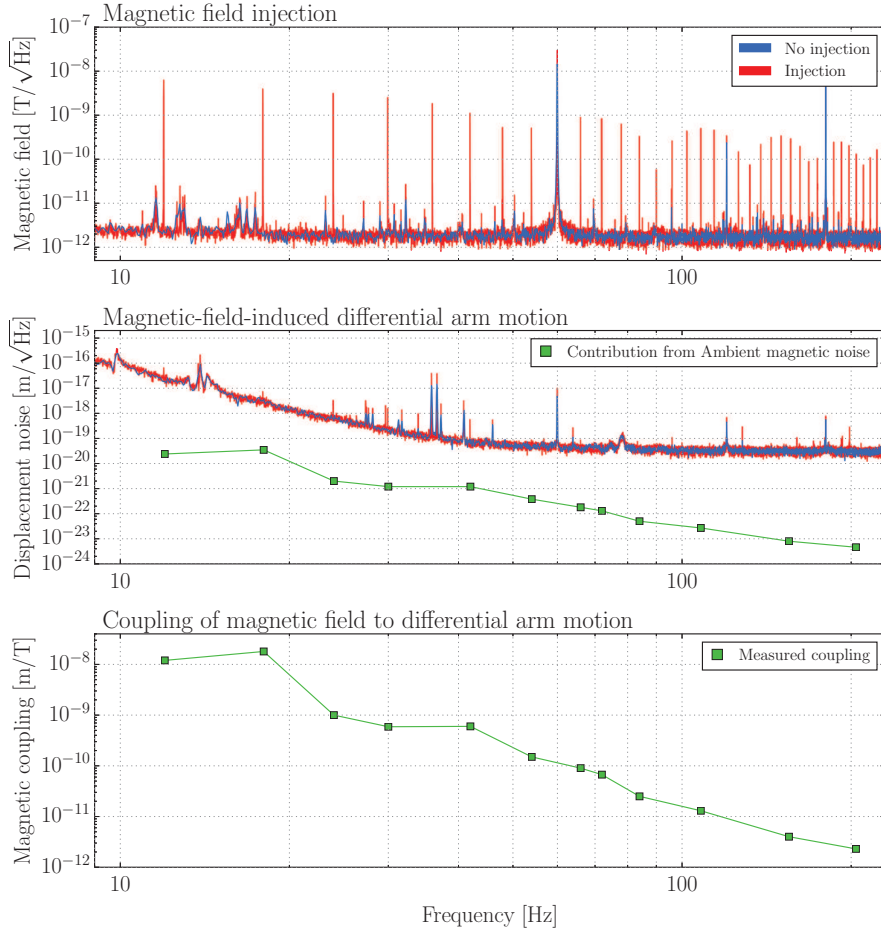 Magnetic field injection
Magnetic field [T/√Hz]
10⁻⁷
10⁻⁸
10⁻⁹
10⁻¹⁰
10⁻¹¹
10⁻¹²
No injection
Injection
10 100
Magnetic-field-induced differential arm motion
Displacement noise [m/√Hz]
10⁻¹⁵
10⁻¹⁶
10⁻¹⁷
10⁻¹⁸
10⁻¹⁹
10⁻²⁰
10⁻²¹
10⁻²²
10⁻²³
10⁻²⁴
Contribution from Ambient magnetic noise
10 100
Coupling of magnetic field to differential arm motion
Magnetic coupling [m/T]
10⁻⁸
10⁻⁹
10⁻¹⁰
10⁻¹¹
10⁻¹²
Measured coupling
10 100
Frequency [Hz]